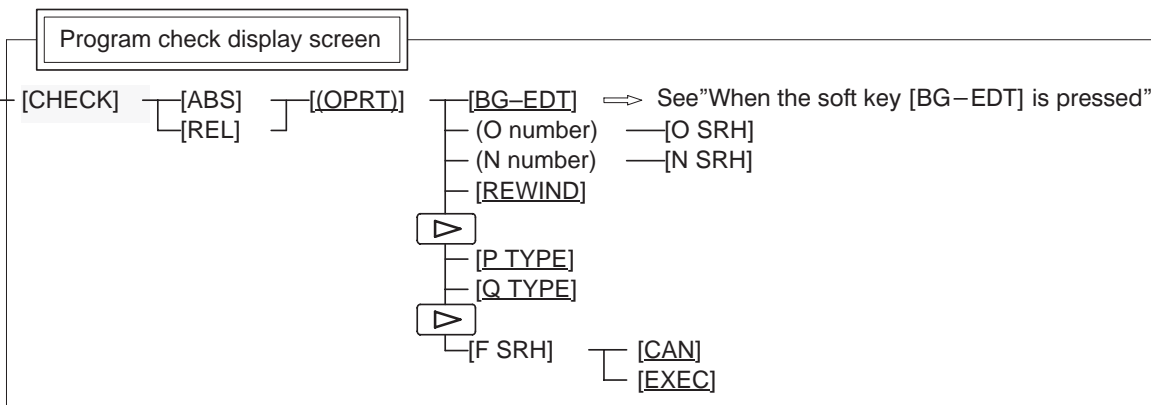 Program check display screen
[CHECK] [ABS] [(OPRT)] [BG–EDT] See"When the soft key [BG–EDT] is pressed"
[REL] (O number) [O SRH]
(N number) [N SRH]
[REWIND]
[P TYPE]
[Q TYPE]
[F SRH] [CAN]
[EXEC]